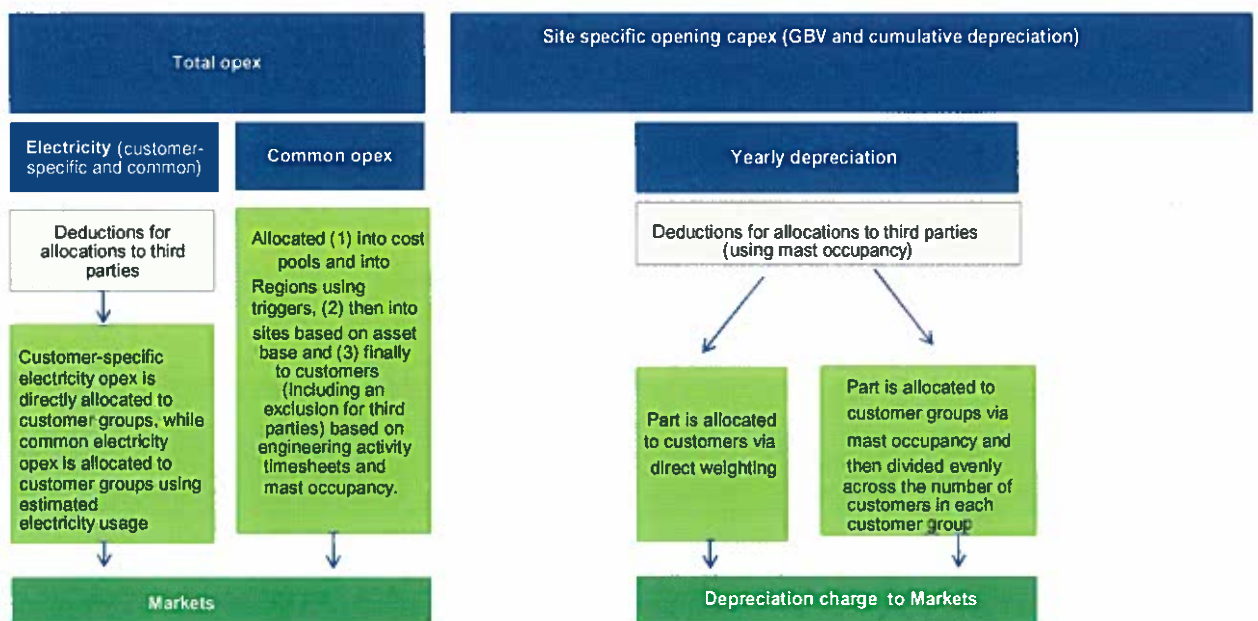 Total opex
Site specific opening capex (GBV and cumulative depreciation)
Electricity (customer-
specific and common)
Common opex
Yearly depreciation
Deductions for
allocations to third
parties
Allocated (1) into cost
pools and into
Regions using
triggers, (2) then into
sites based on asset
base and (3) finally
to customers
(including an
exclusion for third
parties) based on
engineering activity
timesheets and
mast occupancy.
Deductions for allocations to third parties
(using mast occupancy)
Customer-specific
electricity opex is
directly allocated to
customer groups, while
common electricity
opex is allocated to
customer groups using
estimated
electricity usage
Part is allocated
to customers via
direct weighting
Part is allocated to
customer groups via
mast occupancy and
then divided evenly
across the number of
customers in each
customer group
Markets
Depreciation charge to Markets